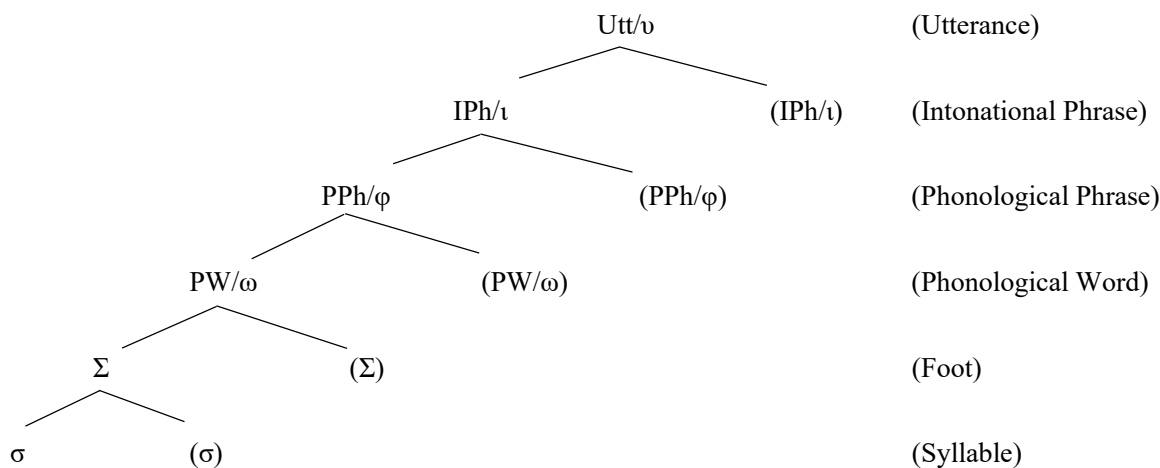 Utt/υ (Utterance)
IPh/ι (IPh/ι) (Intonational Phrase)
PPh/φ (PPh/φ) (Phonological Phrase)
PW/ω (PW/ω) (Phonological Word)
Σ (Σ) (Foot)
σ (σ) (Syllable)